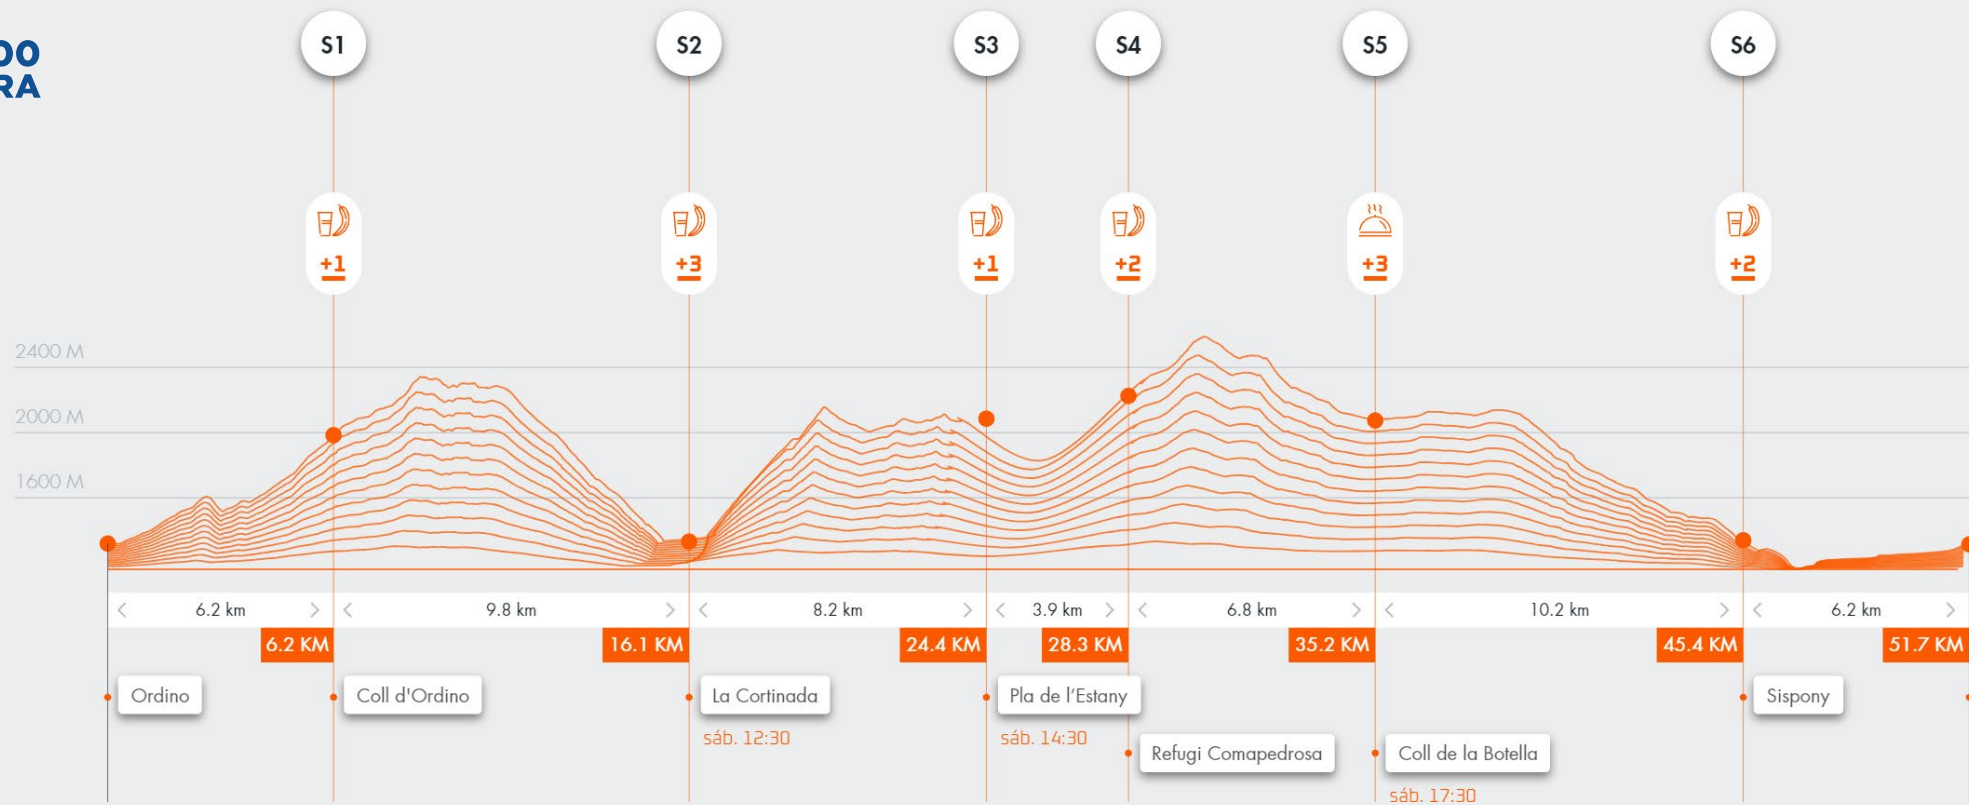 00
RA
S1
S2
S3
S4
S5
S6
+1
+3
+1
+2
+3
+2
2400 M
2000 M
1600 M
6.2 km
9.8 km
8.2 km
3.9 km
6.8 km
10.2 km
6.2 km
6.2 KM
16.1 KM
24.4 KM
28.3 KM
35.2 KM
45.4 KM
51.7 KM
Ordino
Coll d'Ordino
La Cortinada
Pla de l'Estany
Sispony
sáb. 12:30
sáb. 14:30
Refugi Comapedrosa
Coll de la Botella
sáb. 17:30